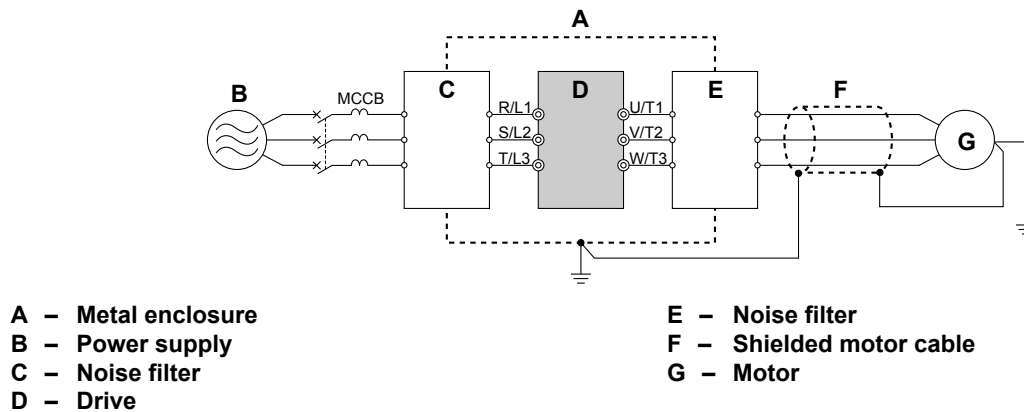 A
B
MCCB
C
D
E
F
G
R/L1
S/L2
T/L3
U/T1
V/T2
W/T3
A – Metal enclosure
B – Power supply
C – Noise filter
D – Drive
E – Noise filter
F – Shielded motor cable
G – Motor